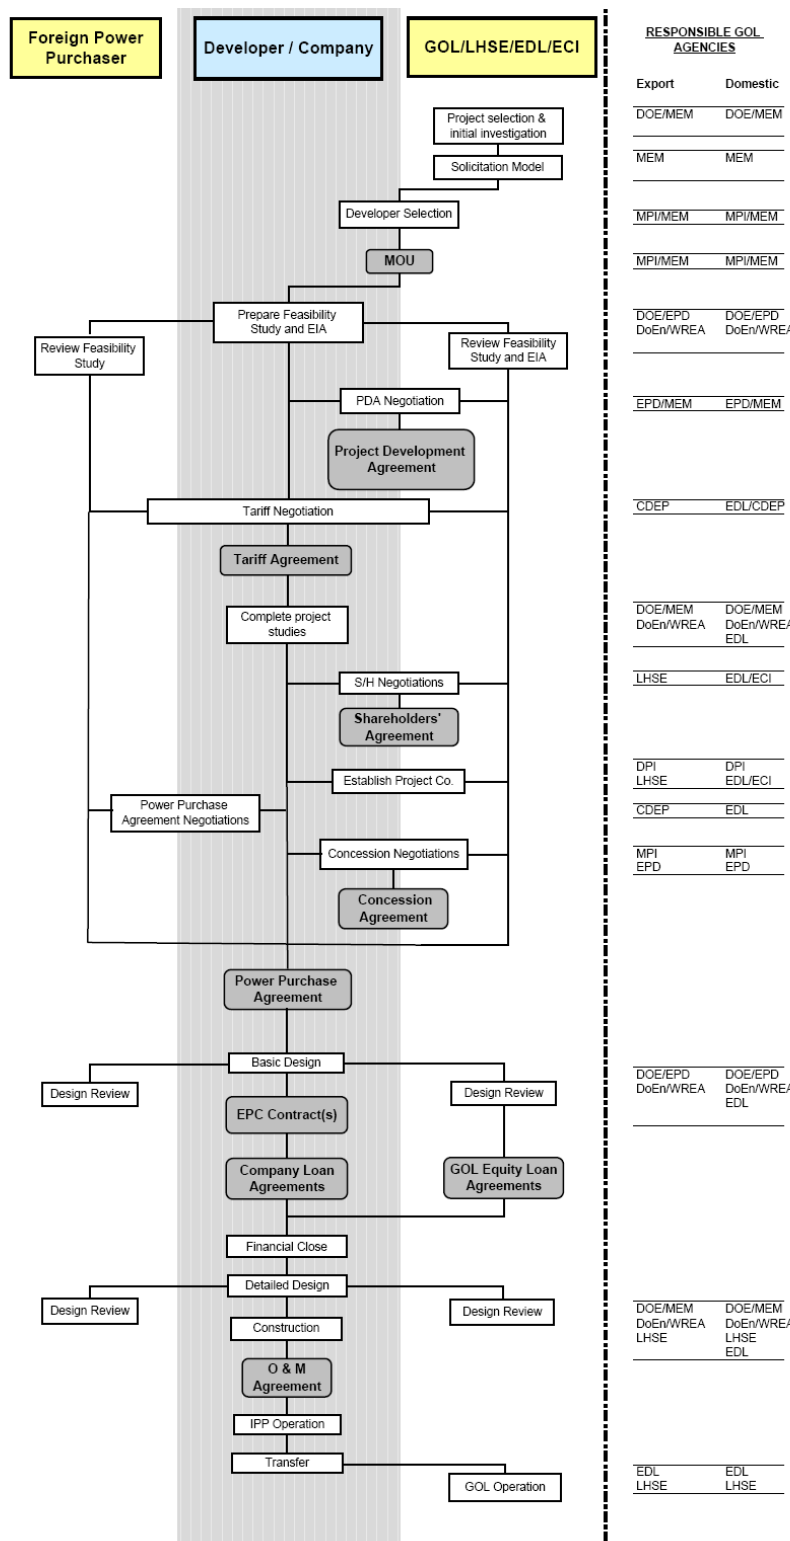 Foreign Power
Purchaser
Developer / Company
GOL/LHSE/EDL/ECI
RESPONSIBLE GOL
AGENCIES
Export Domestic
Project selection &
initial investigation
DOE/MEM DOE/MEM
Solicitation Model
MEM MEM
Developer Selection
MPI/MEM MPI/MEM
MOU
MPI/MEM MPI/MEM
Prepare Feasibility
Study and EIA
Review Feasibility
Study
Review Feasibility
Study and EIA
DOE/EPD DOE/EPD
DoEn/WREA DoEn/WREA
PDA Negotiation
EPD/MEM EPD/MEM
Project Development
Agreement
Tariff Negotiation
CDEP EDL/CDEP
Tariff Agreement
Complete project
studies
DOE/MEM DOE/MEM
DoEn/WREA DoEn/WREA
EDL
S/H Negotiations
LHSE EDL/ECI
Shareholders'
Agreement
Establish Project Co.
DPI DPI
LHSE EDL/ECI
Power Purchase
Agreement Negotiations
CDEP EDL
Concession Negotiations
MPI MPI
EPD EPD
Concession
Agreement
Power Purchase
Agreement
Basic Design
Design Review
Design Review
DOE/EPD DOE/EPD
DoEn/WREA DoEn/WREA
EDL
EPC Contract(s)
Company Loan
Agreements
GOL Equity Loan
Agreements
Financial Close
Detailed Design
Design Review
Design Review
DOE/MEM DOE/MEM
DoEn/WREA DoEn/WREA
LHSE LHSE
EDL
Construction
O & M
Agreement
IPP Operation
Transfer
GOL Operation
EDL EDL
LHSE LHSE